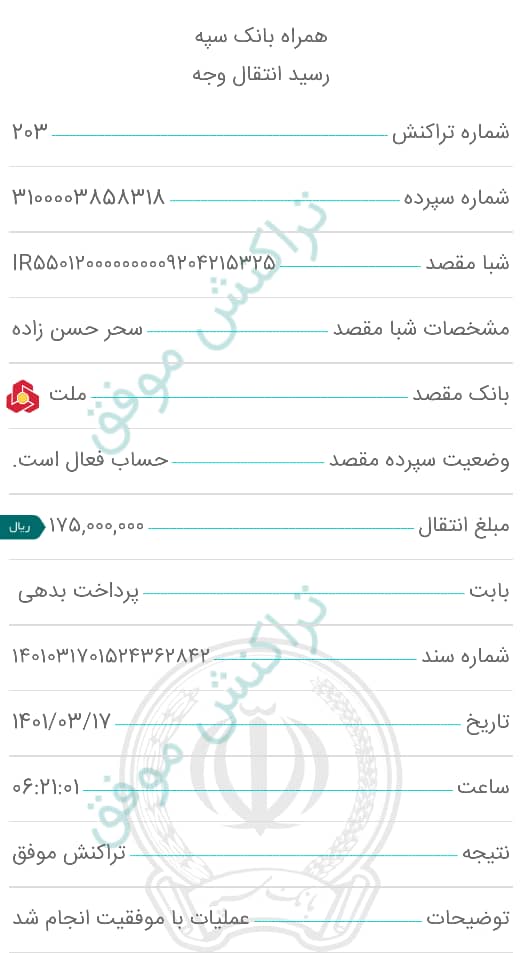 همراه بانک سپه
رسید انتقال وجه
شماره تراکنش ۲۰۳
شماره سپرده ۳۱۰۰۰۰۳۸۵۸۳۱۸
شبا مقصد IR۵۵۰۱۲۰۰۰۰۰۰۰۰۰۹۲۰۴۲۱۵۳۲۵
مشخصات شبا مقصد سحر حسن زاده
بانک مقصد ملت
وضعیت سپرده مقصد حساب فعال است.
مبلغ انتقال ۱۷۵,۰۰۰,۰۰۰ ریال
بابت پرداخت بدهی
شماره سند ۱۴۰۱۰۳۱۷۰۱۵۲۴۳۶۲۸۴۲
تاریخ ۱۴۰۱/۰۳/۱۷
ساعت ۰۶:۲۱:۰۱
نتیجه تراکنش موفق
توضیحات عملیات با موفقیت انجام شد
تراکنش موفق
تراکنش موفق
بانک سپه